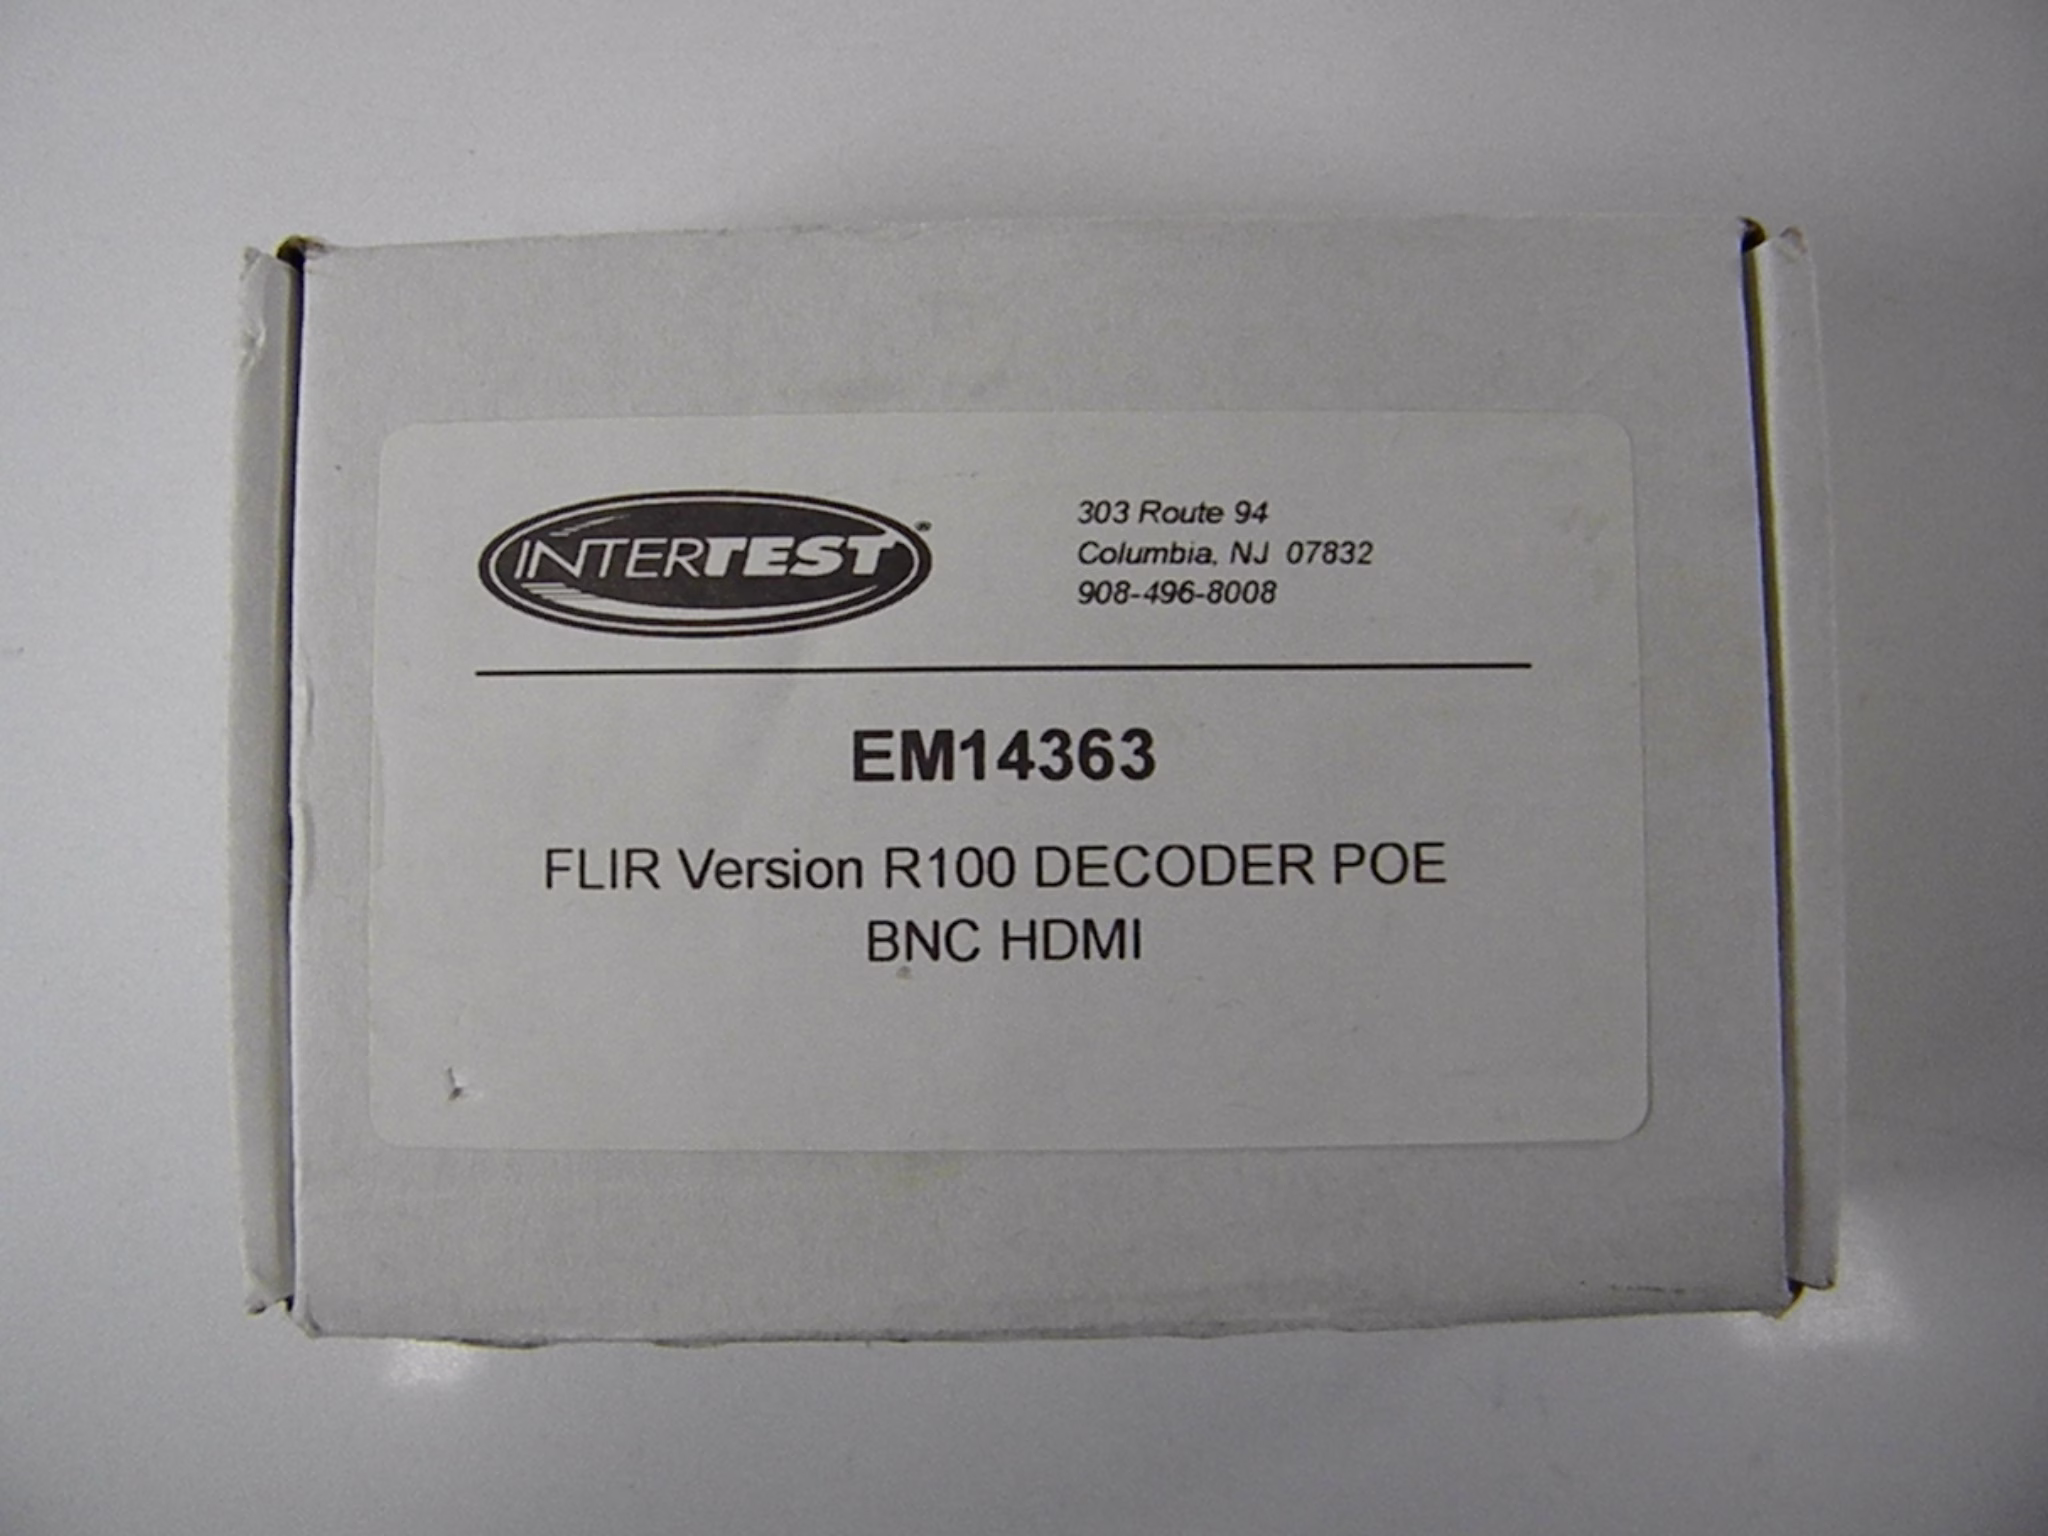 INTERTEST®
303 Route 94
Columbia, NJ 07832
908-496-8008
EM14363
FLIR Version R100 DECODER POE
BNC HDMI